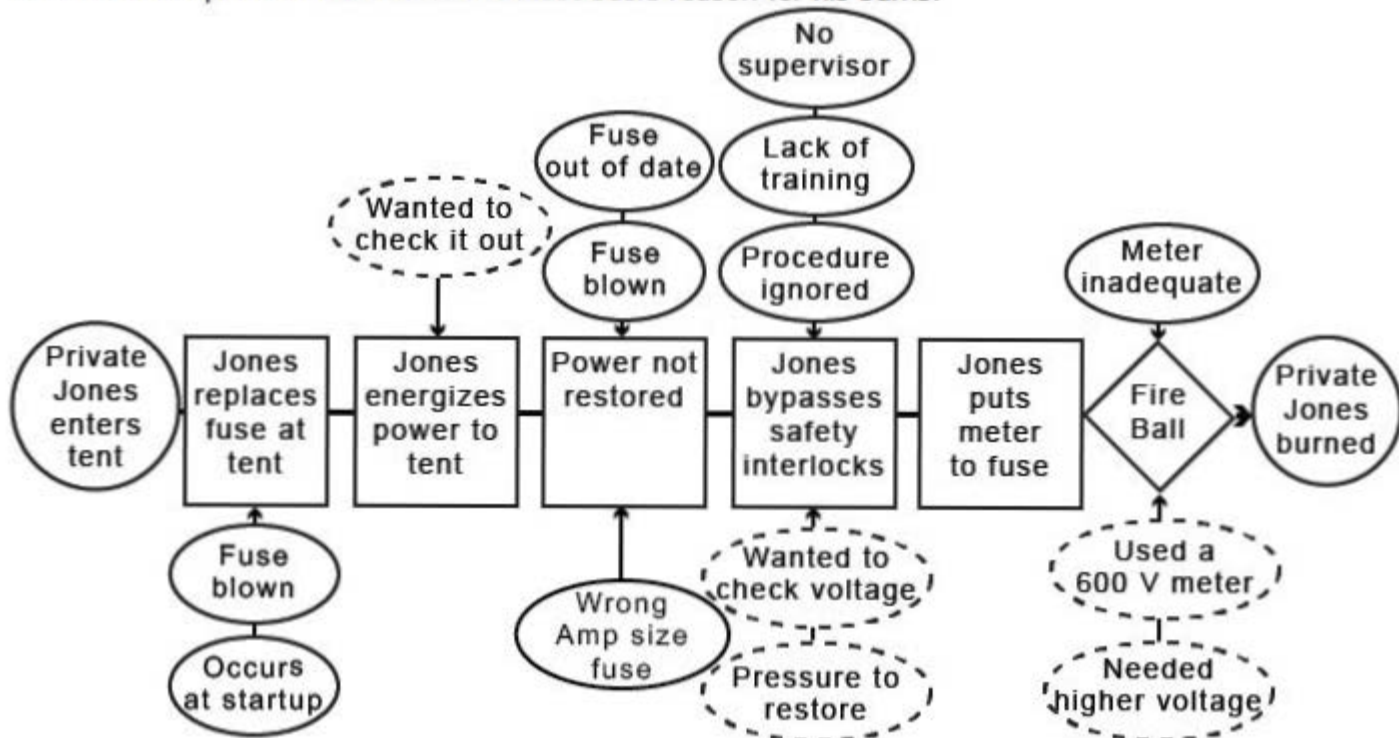 No
supervisor
Fuse
out of date
Lack of
training
Wanted to
check it out
Fuse
blown
Procedure
ignored
Meter
inadequate
Private
Jones
enters
tent
Jones
replaces
fuse at
tent
Jones
energizes
power to
tent
Power not
restored
Jones
bypasses
safety
interlocks
Jones
puts
meter
to fuse
Fire
Ball
Private
Jones
burned
Fuse
blown
Occurs
at startup
Wrong
Amp size
fuse
Wanted to
check voltage
Pressure to
restore
Used a
600 V meter
Needed
higher voltage